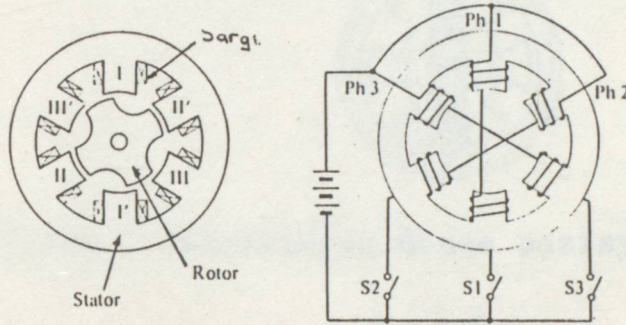 Sargı.
I
III'
II'
II
III
I'
Rotor
Stator
Ph 1
Ph 3
Ph 2
S2
S1
S3